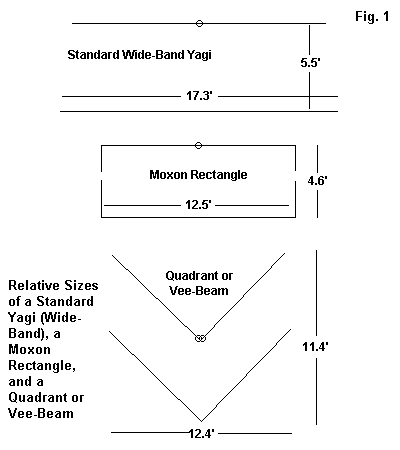 Fig. 1
Standard Wide-Band Yagi
5.5'
17.3'
Moxon Rectangle
4.6'
12.5'
Quadrant or
Vee-Beam
Relative Sizes
of a Standard
Yagi (Wide-
Band), a
Moxon
Rectangle,
and a
Quadrant or
Vee-Beam
11.4'
12.4'